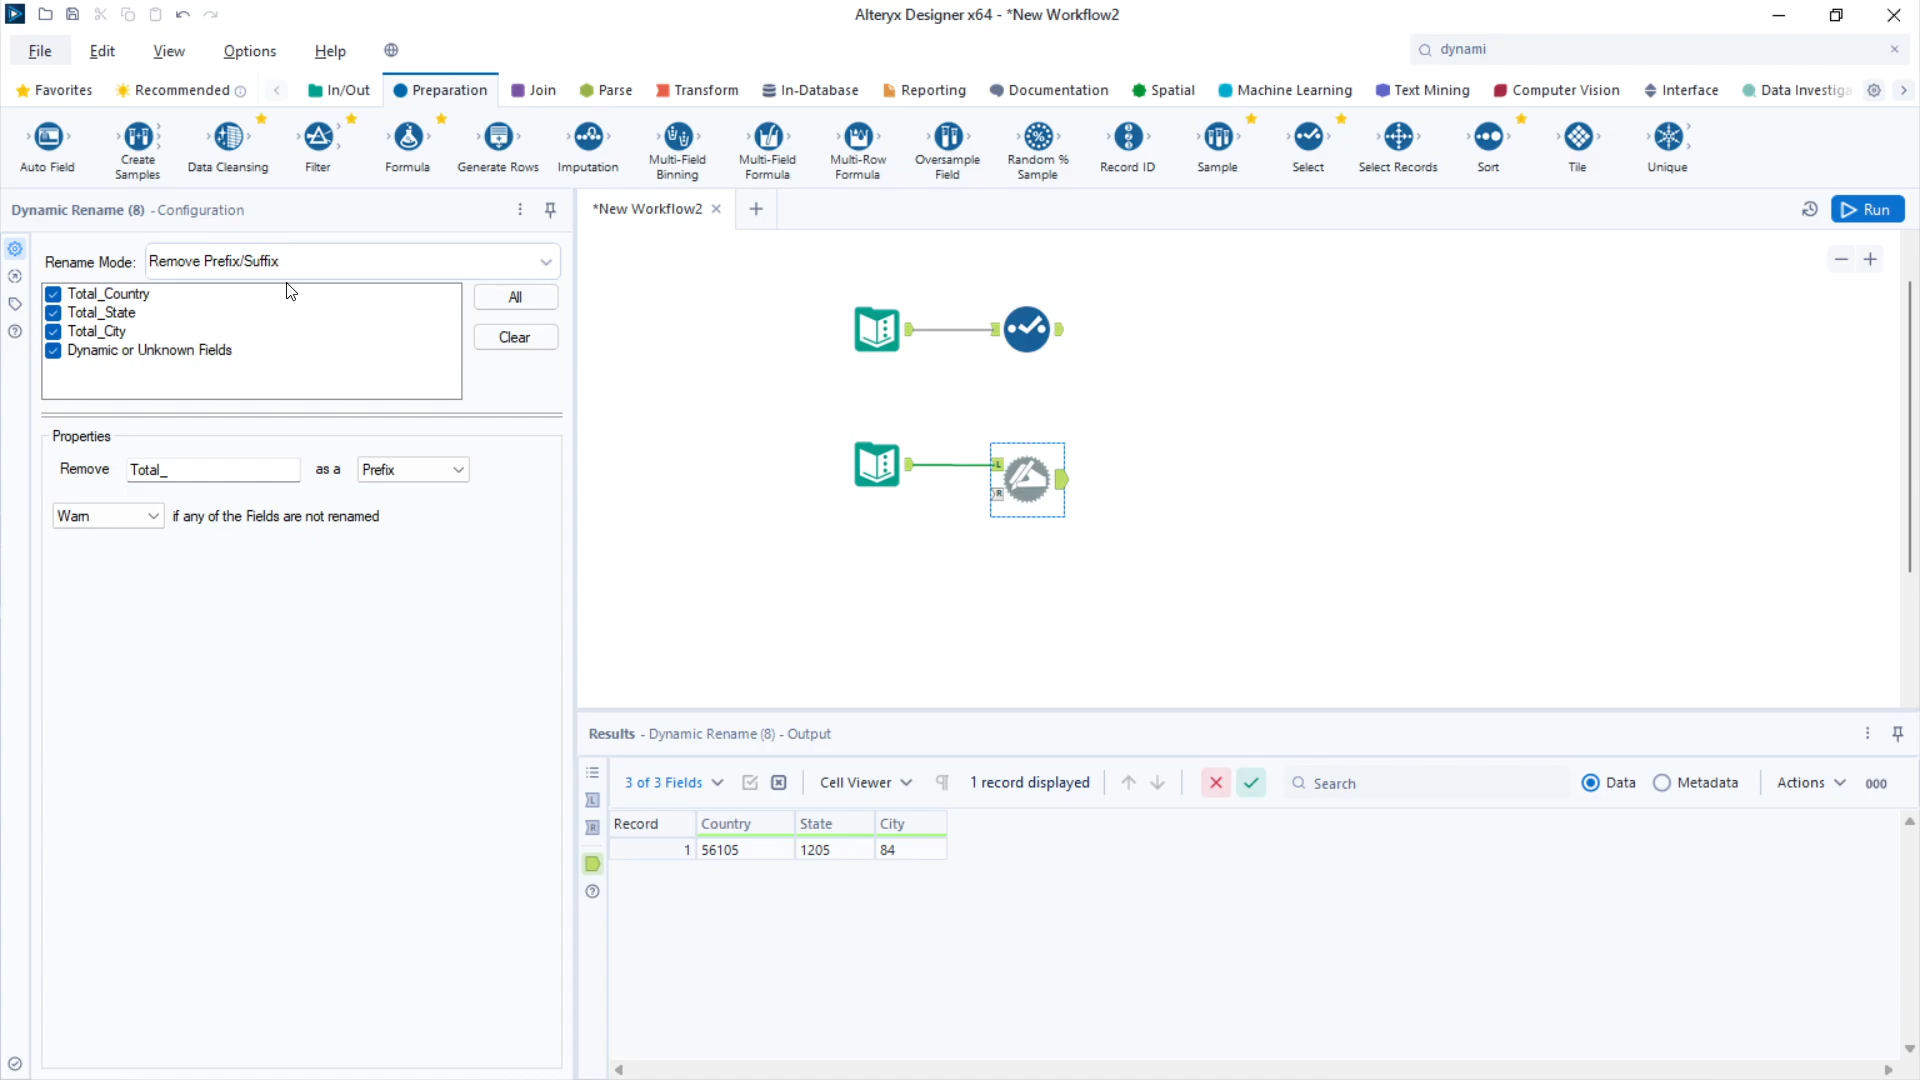 Alteryx Designer x64 - *New Workflow2
File Edit View Options Help
dynami
Favorites Recommended In/Out Preparation Join Parse Transform In-Database Reporting Documentation Spatial Machine Learning Text Mining Computer Vision Interface Data Investiga
Auto Field
Create
Samples
Data Cleansing
Filter
Formula
Generate Rows
Imputation
Multi-Field
Binning
Multi-Field
Formula
Multi-Row
Formula
Oversample
Field
Random %
Sample
Record ID
Sample
Select
Select Records
Sort
Tile
Unique
Dynamic Rename (8) - Configuration
*New Workflow2
Run
Rename Mode: Remove Prefix/Suffix
Total_Country
Total_State
Total_City
Dynamic or Unknown Fields
All
Clear
Properties
Remove Total_ as a Prefix
Warn if any of the Fields are not renamed
L
R
Results - Dynamic Rename (8) - Output
3 of 3 Fields Cell Viewer 1 record displayed Search Data Metadata Actions 000
L
R
Record Country State City
1 56105 1205 84